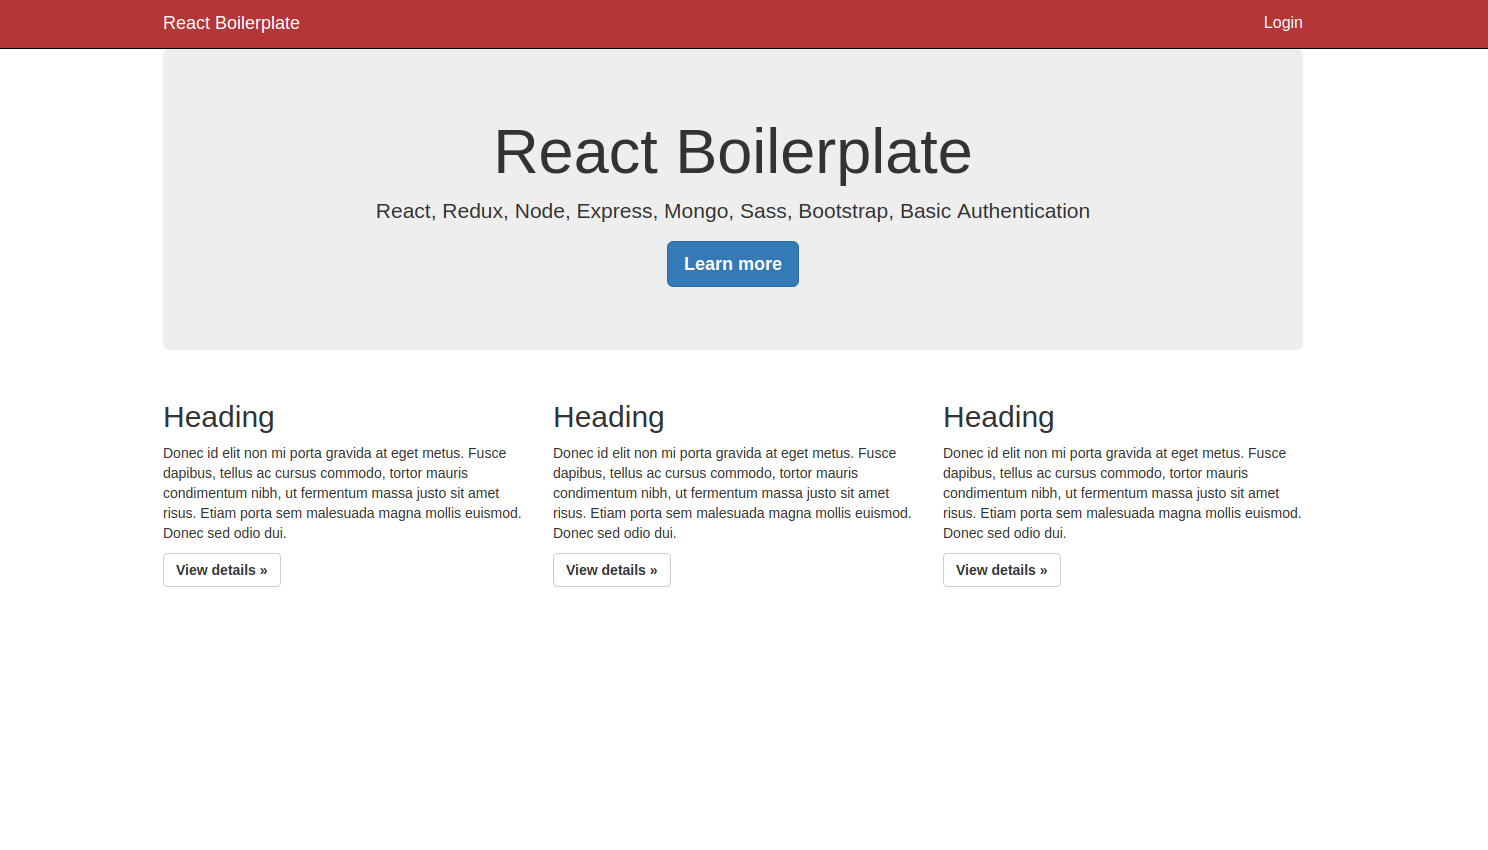 React Boilerplate
Login
React Boilerplate
React, Redux, Node, Express, Mongo, Sass, Bootstrap, Basic Authentication
Learn more
Heading
Donec id elit non mi porta gravida at eget metus. Fusce
dapibus, tellus ac cursus commodo, tortor mauris
condimentum nibh, ut fermentum massa justo sit amet
risus. Etiam porta sem malesuada magna mollis euismod.
Donec sed odio dui.
View details »
Heading
Donec id elit non mi porta gravida at eget metus. Fusce
dapibus, tellus ac cursus commodo, tortor mauris
condimentum nibh, ut fermentum massa justo sit amet
risus. Etiam porta sem malesuada magna mollis euismod.
Donec sed odio dui.
View details »
Heading
Donec id elit non mi porta gravida at eget metus. Fusce
dapibus, tellus ac cursus commodo, tortor mauris
condimentum nibh, ut fermentum massa justo sit amet
risus. Etiam porta sem malesuada magna mollis euismod.
Donec sed odio dui.
View details »